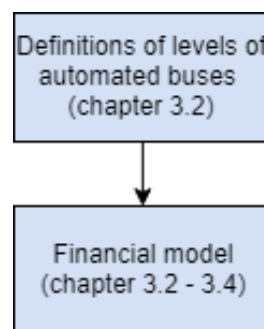 Definitions of levels of
automated buses
(chapter 3.2)
Financial model
(chapter 3.2 - 3.4)